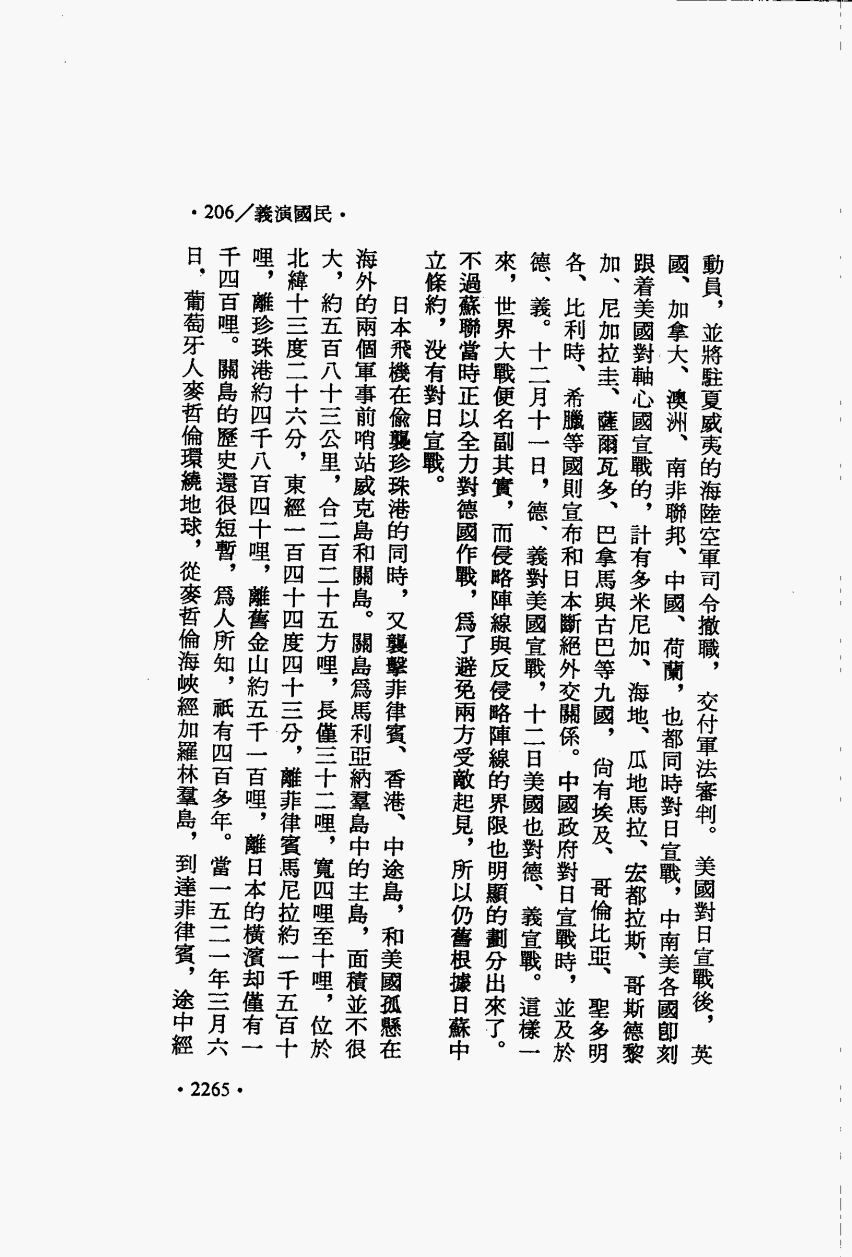 •206／義演國民•
動員，並將駐夏威夷的海陸空軍司令撤職，交付軍法審判。美國對日宣戰後，英
國、加拿大、澳洲、南非聯邦、中國、荷蘭，也都同時對日宣戰，中南美各國卽刻
跟着美國對軸心國宣戰的，計有多米尼加、海地、瓜地馬拉、宏都拉斯、哥斯德黎
加、尼加拉圭、薩爾瓦多、巴拿馬與古巴等九國，尙有埃及、哥倫比亞、聖多明
各、比利時、希臘等國則宣布和日本斷絕外交關係。中國政府對日宣戰時，並及於
德、義。十二月十一日，德、義對美國宣戰，十二日美國也對德、義宣戰。這樣一
來，世界大戰便名副其實，而侵略陣線與反侵略陣線的界限也明顯的劃分出來了。
不過蘇聯當時正以全力對德國作戰，爲了避免兩方受敵起見，所以仍舊根據日蘇中
立條約，沒有對日宣戰。
日本飛機在偸襲珍珠港的同時，又襲擊菲律賓、香港、中途島，和美國孤懸在
海外的兩個軍事前哨站威克島和關島。關島爲馬利亞納羣島中的主島，面積並不很
大，約五百八十三公里，合二百二十五方哩，長僅三十二哩，寬四哩至十哩，位於
北緯十三度二十六分，東經一百四十四度四十三分，離菲律賓馬尼拉約一千五百十
哩，離珍珠港約四千八百四十哩，離舊金山約五千一百哩，離日本的橫濱却僅有一
千四百哩。關島的歷史還很短暫，爲人所知，祇有四百多年。當一五二一年三月六
日，葡萄牙人麥哲倫環繞地球，從麥哲倫海峽經加羅林羣島，到達菲律賓，途中經
•2265•